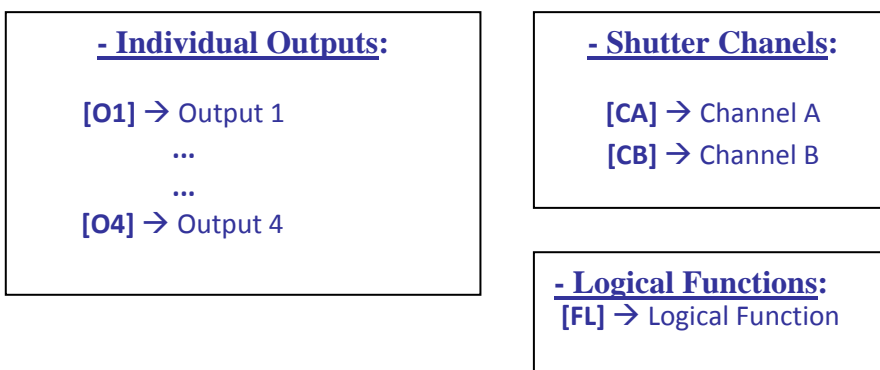 - Individual Outputs:
[O1] → Output 1
...
...
[O4] → Output 4
- Shutter Chanels:
[CA] → Channel A
[CB] → Channel B
- Logical Functions:
[FL] → Logical Function